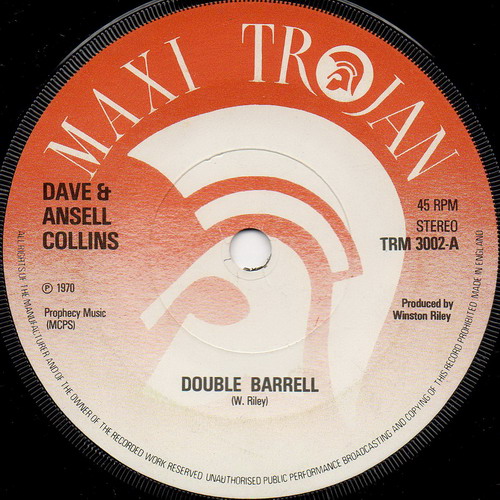 MAXI TROJAN
DAVE &
ANSELL
COLLINS
45 RPM
STEREO
TRM 3002-A
℗ 1970
Prophecy Music
(MCPS)
Produced by
Winston Riley
DOUBLE BARRELL
(W. Riley)
ALL RIGHTS OF THE MANUFACTURER AND OF THE OWNER OF THE RECORDED WORK RESERVED. UNAUTHORISED PUBLIC PERFORMANCE BROADCASTING AND COPYING OF THIS RECORD PROHIBITED. MADE IN ENGLAND